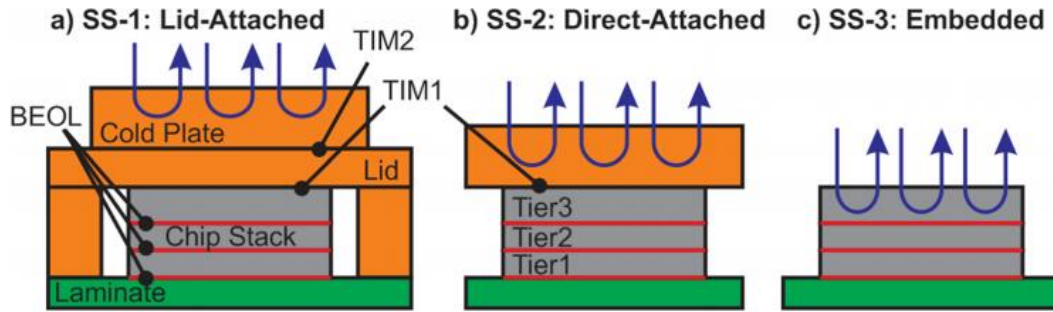 a) SS-1: Lid-Attached
b) SS-2: Direct-Attached
c) SS-3: Embedded
TIM2
TIM1
BEOL
Cold Plate
Lid
Chip Stack
Laminate
Tier3
Tier2
Tier1